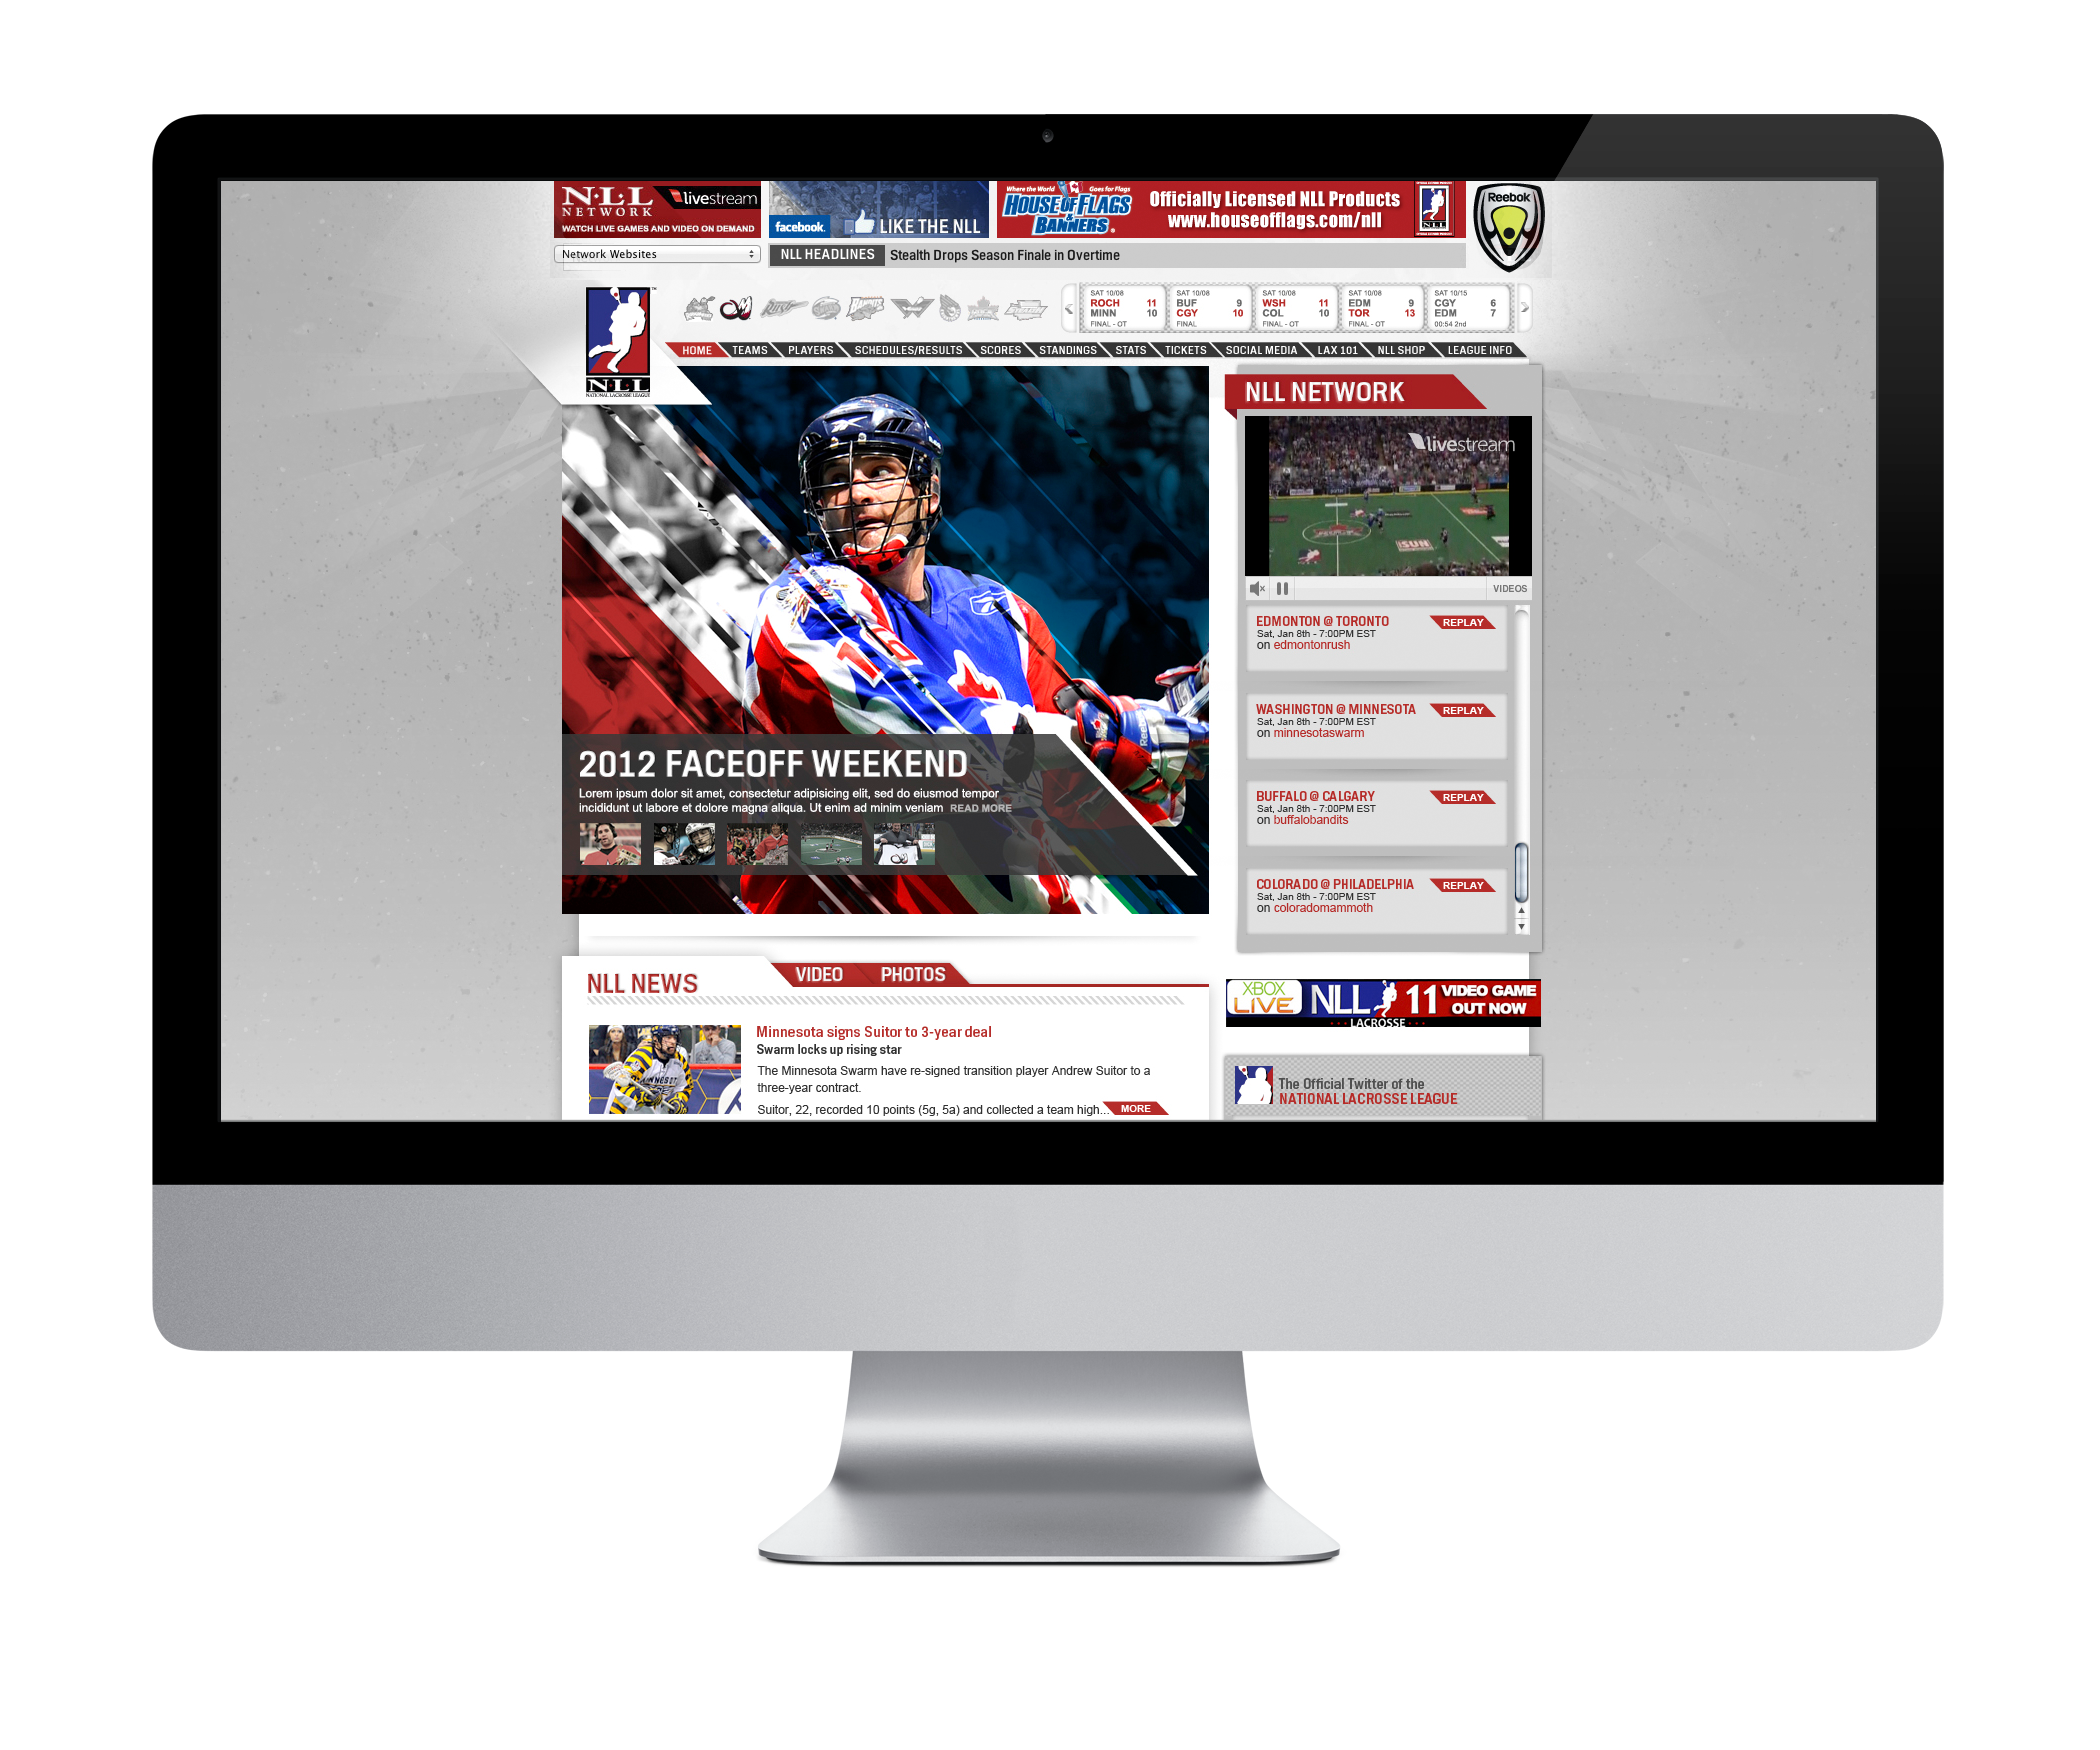 N·L·L
NETWORK
livestream
WATCH LIVE GAMES AND VIDEO ON DEMAND
facebook.
LIKE THE NLL
Where the World Goes for Flags
HOUSE OF FLAGS
& BANNERS®
Officially Licensed NLL Products
www.houseofflags.com/nll
NLL
Reebok
Network Websites
NLL HEADLINES
Stealth Drops Season Finale in Overtime
N·L·L
NATIONAL LACROSSE LEAGUE
SAT 10/08
ROCH 11
MINN 10
FINAL - OT
SAT 10/08
BUF 9
CGY 10
FINAL
SAT 10/08
WSH 11
COL 10
FINAL - OT
SAT 10/08
EDM 9
TOR 13
FINAL - OT
SAT 10/15
CGY 6
EDM 7
00:54 2nd
HOME TEAMS PLAYERS SCHEDULES/RESULTS SCORES STANDINGS STATS TICKETS SOCIAL MEDIA LAX 101 NLL SHOP LEAGUE INFO
2012 FACEOFF WEEKEND
Lorem ipsum dolor sit amet, consectetur adipisicing elit, sed do eiusmod tempor
incididunt ut labore et dolore magna aliqua. Ut enim ad minim veniam READ MORE
NLL NETWORK
livestream
SUN
VIDEOS
EDMONTON @ TORONTO
REPLAY
Sat, Jan 8th - 7:00PM EST
on edmontonrush
WASHINGTON @ MINNESOTA
REPLAY
Sat, Jan 8th - 7:00PM EST
on minnesotaswarm
BUFFALO @ CALGARY
REPLAY
Sat, Jan 8th - 7:00PM EST
on buffalobandits
COLORADO @ PHILADELPHIA
REPLAY
Sat, Jan 8th - 7:00PM EST
on coloradomammoth
NLL NEWS
VIDEO
PHOTOS
Minnesota signs Suitor to 3-year deal
Swarm locks up rising star
The Minnesota Swarm have re-signed transition player Andrew Suitor to a
three-year contract.
Suitor, 22, recorded 10 points (5g, 5a) and collected a team high...
MORE
XBOX
LIVE
NLL 11
LACROSSE
VIDEO GAME
OUT NOW
The Official Twitter of the
NATIONAL LACROSSE LEAGUE